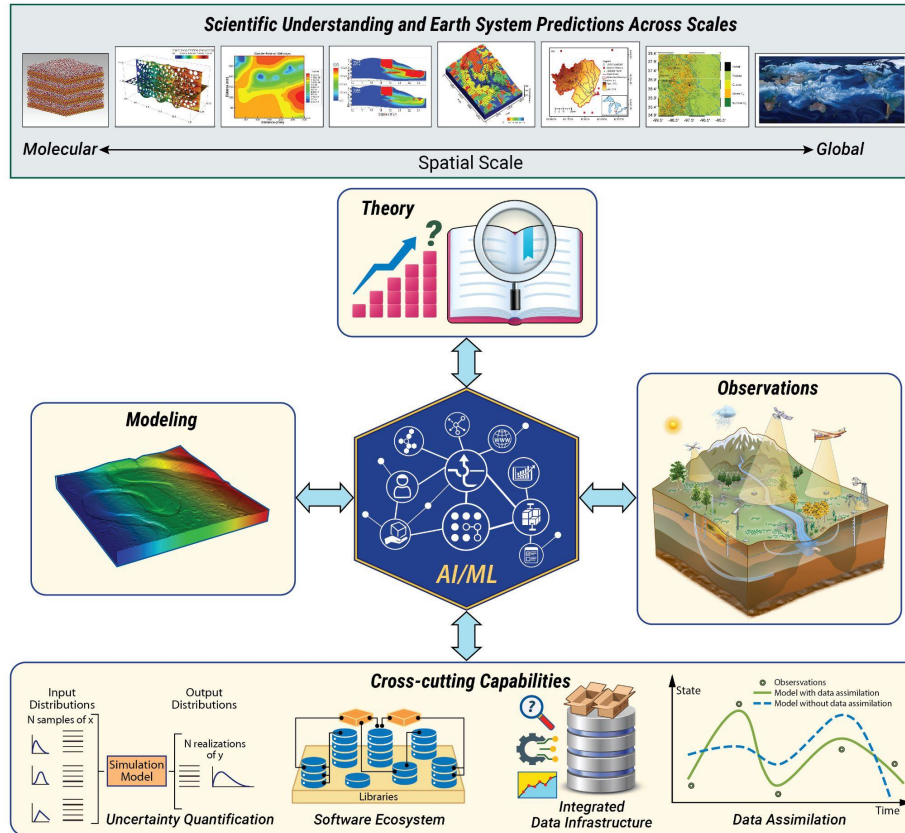 Scientific Understanding and Earth System Predictions Across Scales
Molecular
Global
Spatial Scale
Theory
?
Modeling
Observations
WWW
AI/ML
Cross-cutting Capabilities
Input
Distributions
N samples of x
Simulation
Model
Output
Distributions
N realizations
of y
Uncertainty Quantification
Libraries
Software Ecosystem
?
Integrated
Data Infrastructure
State
Observations
Model with data assimilation
Model without data assimilation
Time
Data Assimilation